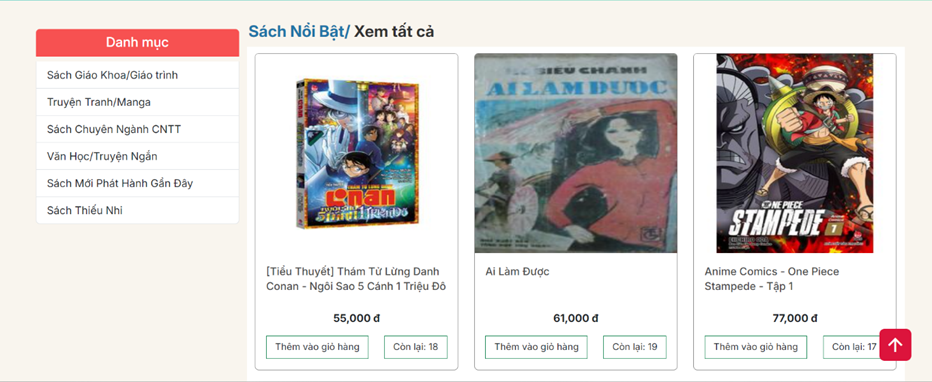 Danh mục
Sách Giáo Khoa/Giáo trình
Truyện Tranh/Manga
Sách Chuyên Ngành CNTT
Văn Học/Truyện Ngắn
Sách Mới Phát Hành Gần Đây
Sách Thiếu Nhi
Sách Nổi Bật/ Xem tất cả
[Tiểu Thuyết] Thám Tử Lừng Danh
Conan - Ngôi Sao 5 Cánh 1 Triệu Đô
55,000 đ
Thêm vào giỏ hàng
Còn lại: 18
BIỂU CHANH
AI LÀM ĐƯỢC
Ai Làm Được
61,000 đ
Thêm vào giỏ hàng
Còn lại: 19
ONE PIECE
STAMPEDE
Anime Comics - One Piece
Stampede - Tập 1
77,000 đ
Thêm vào giỏ hàng
Còn lại: 17